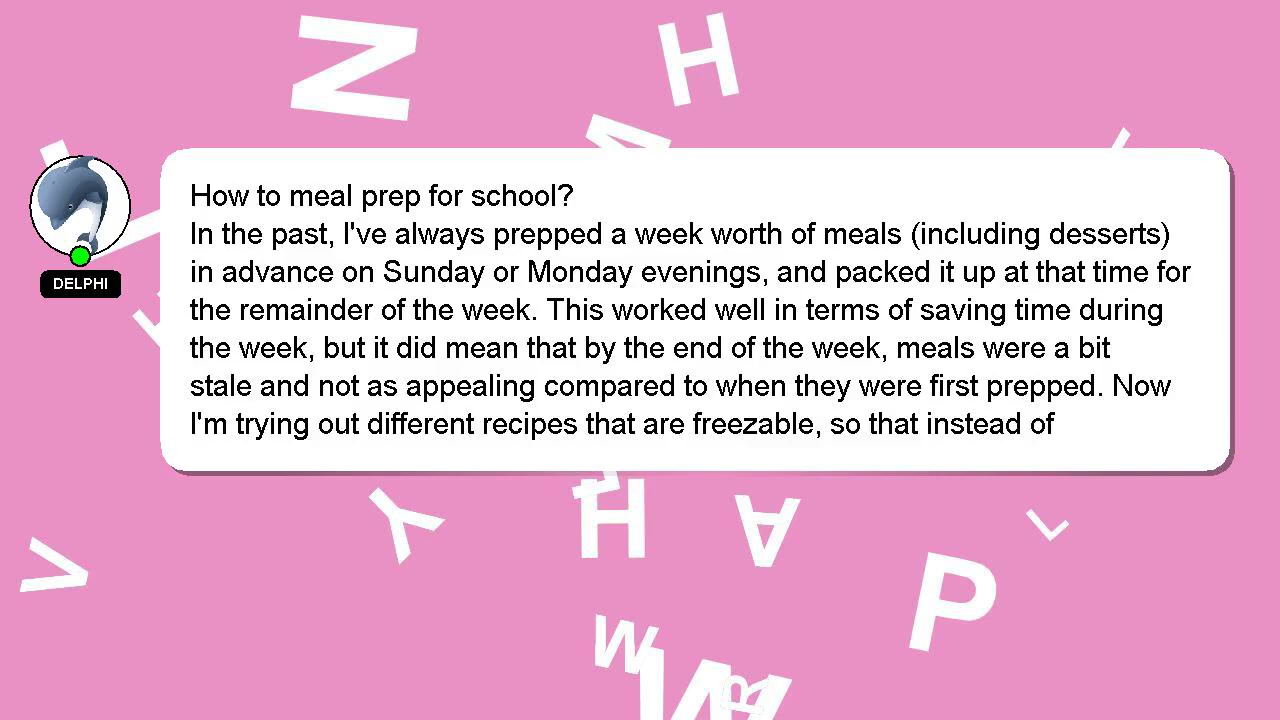 N
H
DELPHI
How to meal prep for school?
In the past, I've always prepped a week worth of meals (including desserts)
in advance on Sunday or Monday evenings, and packed it up at that time for
the remainder of the week. This worked well in terms of saving time during
the week, but it did mean that by the end of the week, meals were a bit
stale and not as appealing compared to when they were first prepped. Now
I'm trying out different recipes that are freezable, so that instead of
Y
H
A
L
V
P
W
W
R